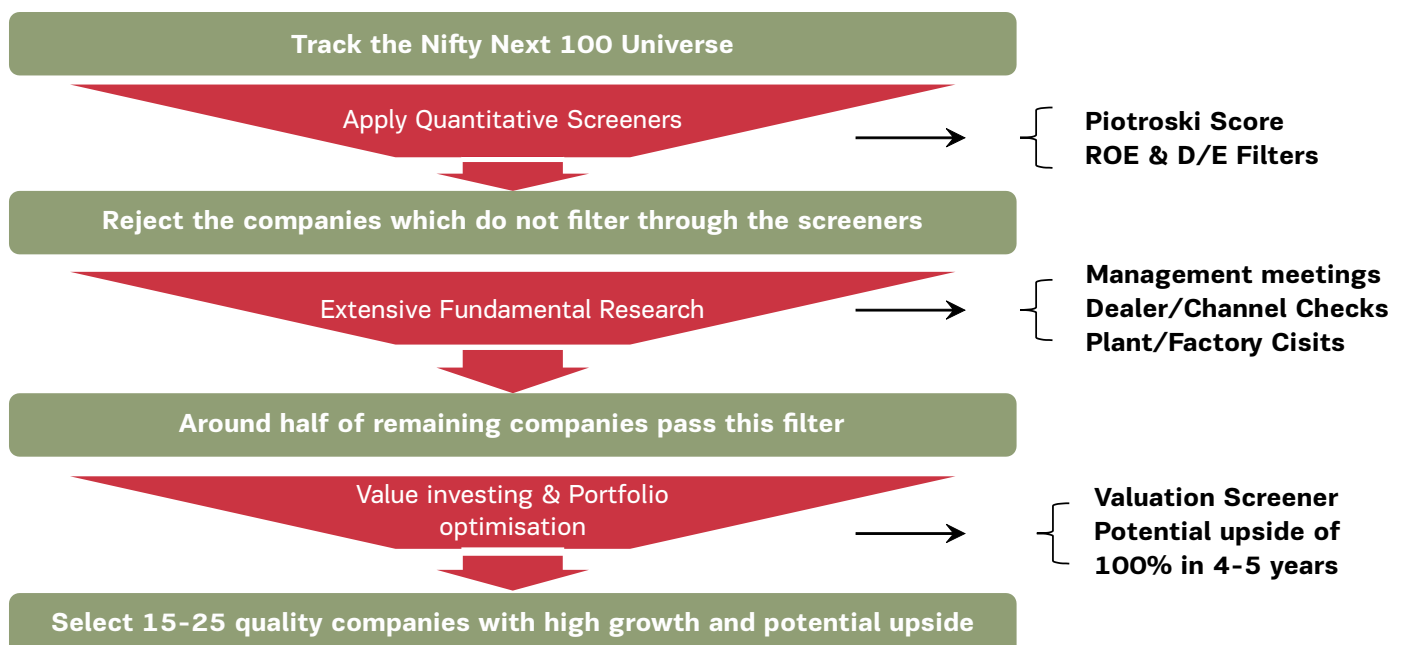 Track the Nifty Next 100 Universe
Apply Quantitative Screeners
Piotroski Score
ROE & D/E Filters
Reject the companies which do not filter through the screeners
Extensive Fundamental Research
Management meetings
Dealer/Channel Checks
Plant/Factory Cisits
Around half of remaining companies pass this filter
Value investing & Portfolio
optimisation
Valuation Screener
Potential upside of
100% in 4-5 years
Select 15-25 quality companies with high growth and potential upside